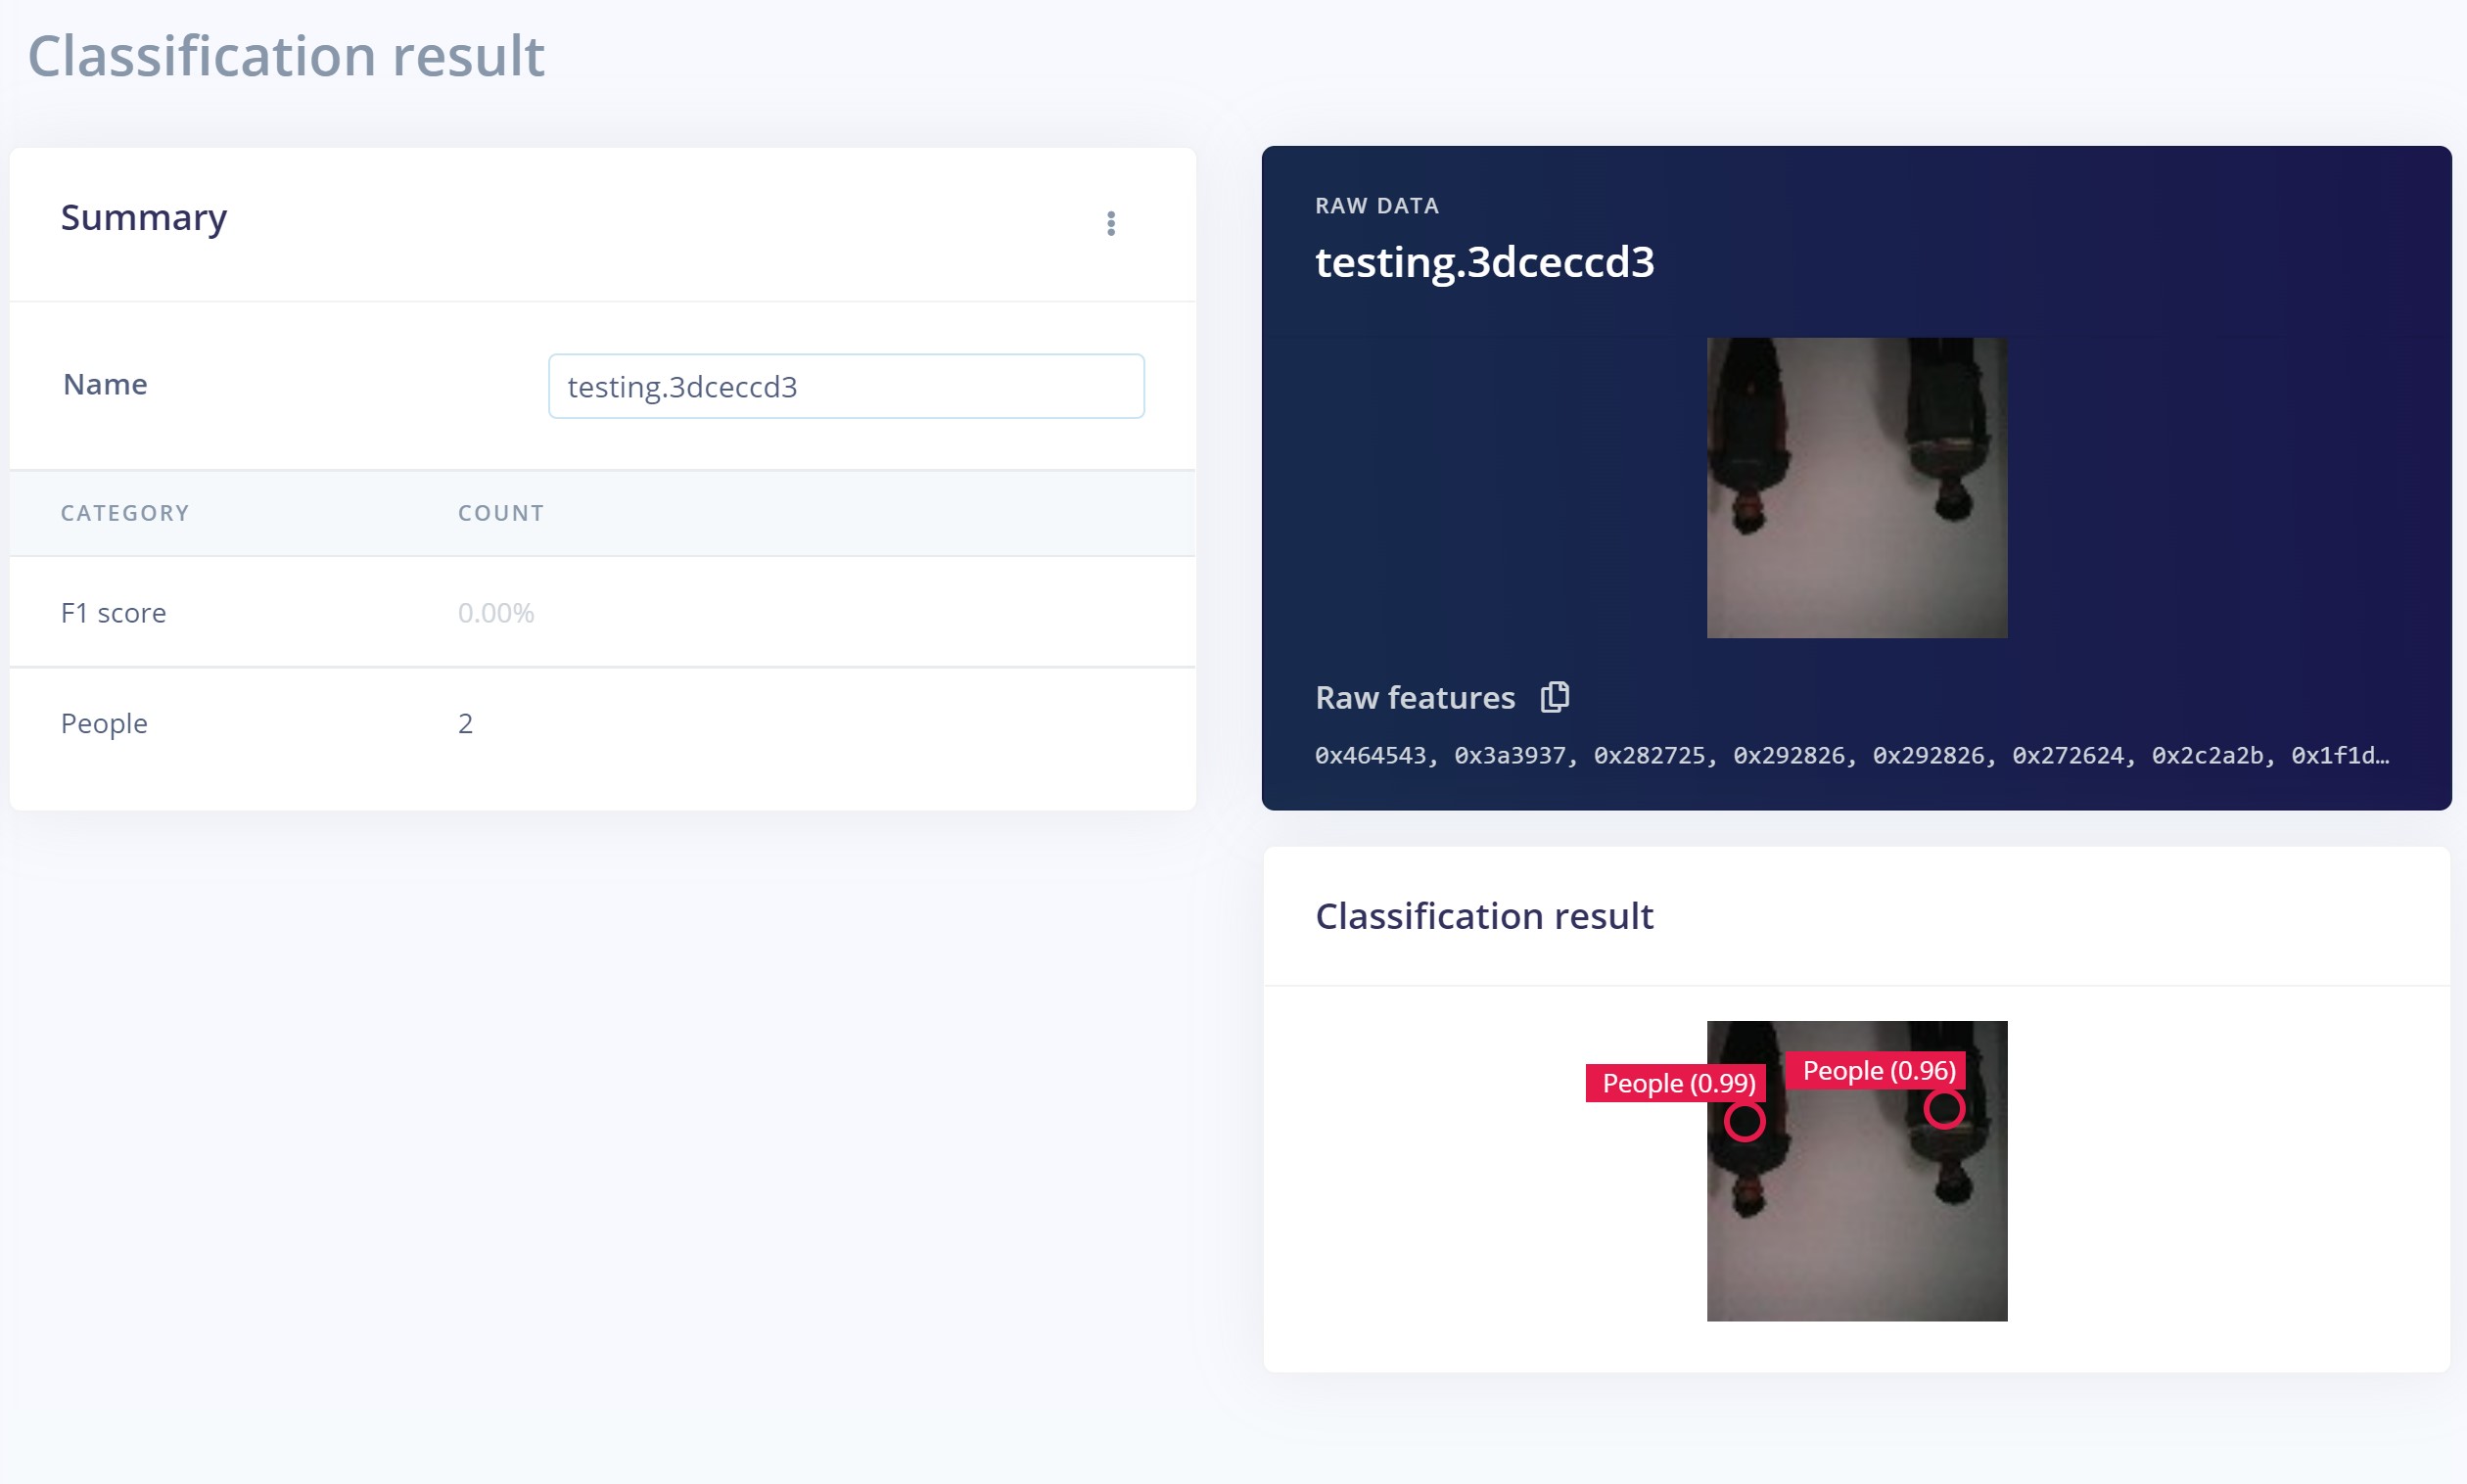 Classification result
Summary
Name
testing.3dceccd3
CATEGORY COUNT
F1 score 0.00%
People 2
RAW DATA
testing.3dceccd3
Raw features
0x464543, 0x3a3937, 0x282725, 0x292826, 0x292826, 0x272624, 0x2c2a2b, 0x1f1d…
Classification result
People (0.99)
People (0.96)